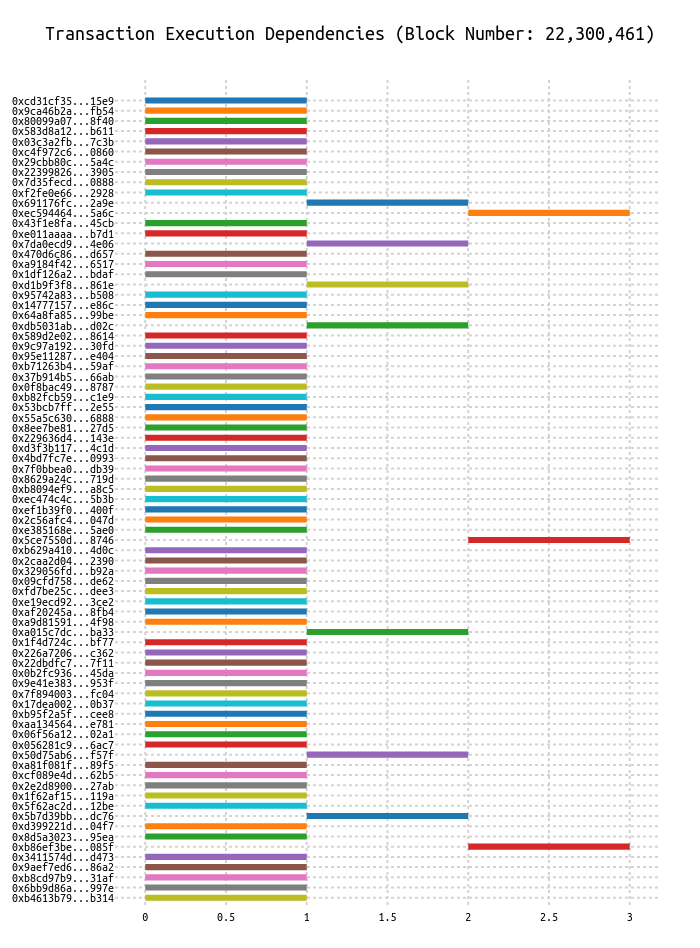 Transaction Execution Dependencies (Block Number: 22,300,461)
0xcd31cf35...15e9
0x9ca46b2a...fb54
0x80099a07...8f40
0x583d8a12...b611
0x03c3a2fb...7c3b
0xc4f972c6...0860
0x29cbb80c...5a4c
0x22399826...3905
0x7d35fecd...0888
0xf2fe0e66...2928
0x691176fc...2a9e
0xec594464...5a6c
0x43f1e8fa...45cb
0xe011aaaa...b7d1
0x7da0ecd9...4e06
0x470d6c86...d657
0xa9184f42...6517
0x1df126a2...bdaf
0xd1b9f3f8...861e
0x95742a83...b508
0x14777157...e86c
0x64a8fa85...99be
0xdb5031ab...d02c
0x589d2e02...8614
0x9c97a192...30fd
0x95e11287...e404
0xb71263b4...59af
0x37b914b5...66ab
0x0f8bac49...8787
0xb82fcb59...c1e9
0x53bcb7ff...2e55
0x55a5c630...6888
0x8ee7be81...27d5
0x229636d4...143e
0xd3f3b117...4c1d
0x4bd7fc7e...0993
0x7f0bbea0...db39
0x8629a24c...719d
0xb8094ef9...a8c5
0xec474c4c...5b3b
0xef1b39f0...400f
0x2c56afc4...047d
0xe385168e...5ae0
0x5ce7550d...8746
0xb629a410...4d0c
0x2caa2d04...2390
0x329056fd...b92a
0x09cfd758...de62
0xfd7be25c...dee3
0xe19ecd92...3ce2
0xaf20245a...8fb4
0xa9d81591...4f98
0xa015c7dc...ba33
0x1f4d724c...bf77
0x226a7206...c362
0x22dbdfc7...7f11
0x0b2fc936...45da
0x9e41e383...953f
0x7f894003...fc04
0x17dea002...0b37
0xb95f2a5f...cee8
0xaa134564...e781
0x06f56a12...02a1
0x056281c9...6ac7
0x50d75ab6...f57f
0xa81f081f...89f5
0xcf089e4d...62b5
0x2e2d8900...27ab
0x1f62af15...119a
0x5f62ac2d...12be
0x5b7d39bb...dc76
0xd399221d...04f7
0x8d5a3023...95ea
0xb86ef3be...085f
0x3411574d...d473
0x9aef7ed6...86a2
0xb8cd97b9...31af
0x6bb9d86a...997e
0xb4613b79...b314
0 0.5 1 1.5 2 2.5 3